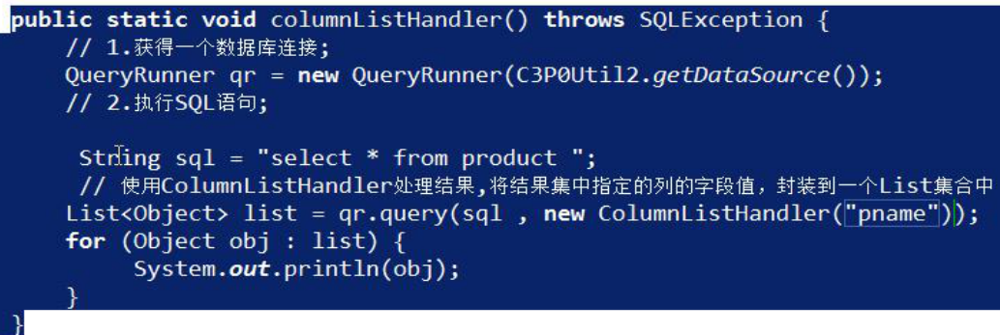 public static void columnListHandler() throws SQLException {
// 1.获得一个数据库连接;
QueryRunner qr = new QueryRunner(C3P0Util2.getDataSource());
// 2.执行SQL语句;
String sql = "select * from product ";
// 使用ColumnListHandler处理结果,将结果集中指定的列的字段值，封装到一个List集合中
List<Object> list = qr.query(sql , new ColumnListHandler("pname"));
for (Object obj : list) {
System.out.println(obj);
}
}